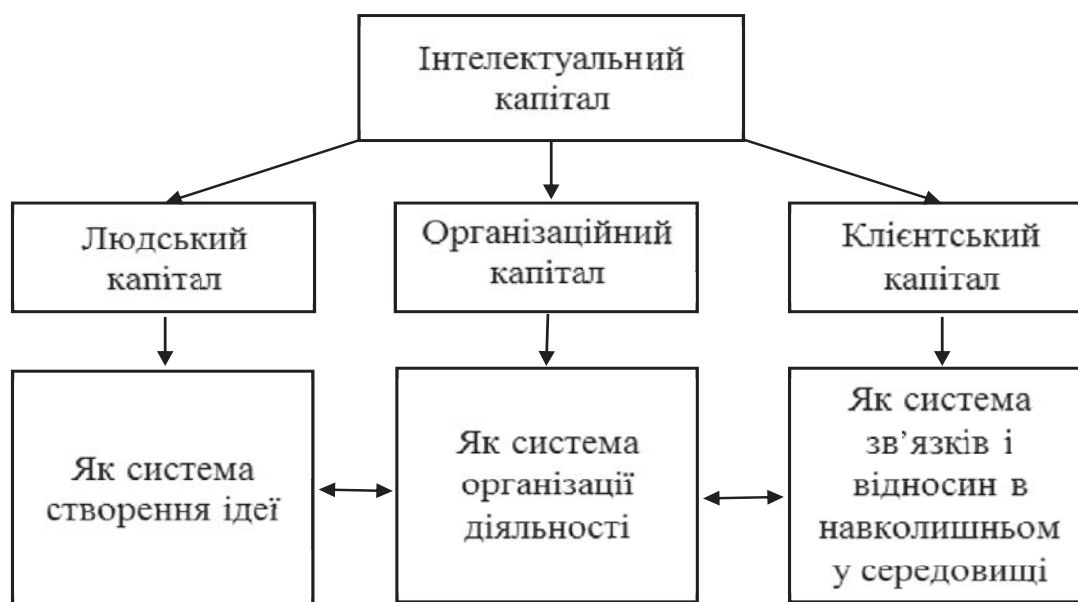 Інтелектуальний
капітал
Людський
капітал
Організаційний
капітал
Клієнтський
капітал
Як система
створення ідеї
Як система
організації
діяльності
Як система
зв’язків і
відносин в
навколишньом
у середовищі